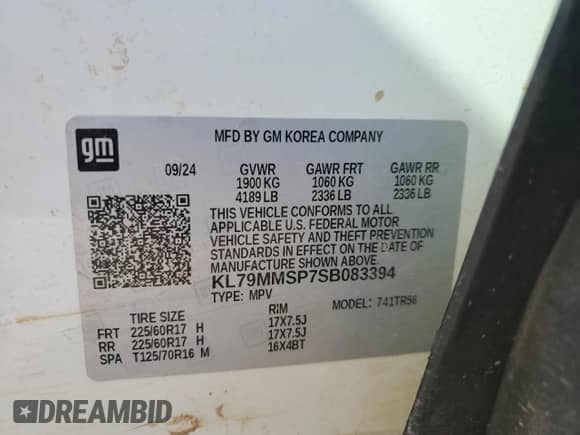 gm
MFD BY GM KOREA COMPANY
09/24 GVWR GAWR FRT GAWR RR
1900 KG 1060 KG 1060 KG
4189 LB 2336 LB 2336 LB
THIS VEHICLE CONFORMS TO ALL
APPLICABLE U.S. FEDERAL MOTOR
VEHICLE SAFETY AND THEFT PREVENTION
STANDARDS IN EFFECT ON THE DATE OF
MANUFACTURE SHOWN ABOVE.
KL79MMSP7SB083394
TYPE: MPV MODEL: 741TR56
TIRE SIZE RIM
FRT 225/60R17 H 17X7.5J
RR 225/60R17 H 17X7.5J
SPA T125/70R16 M 16X4BT
DREAMBID